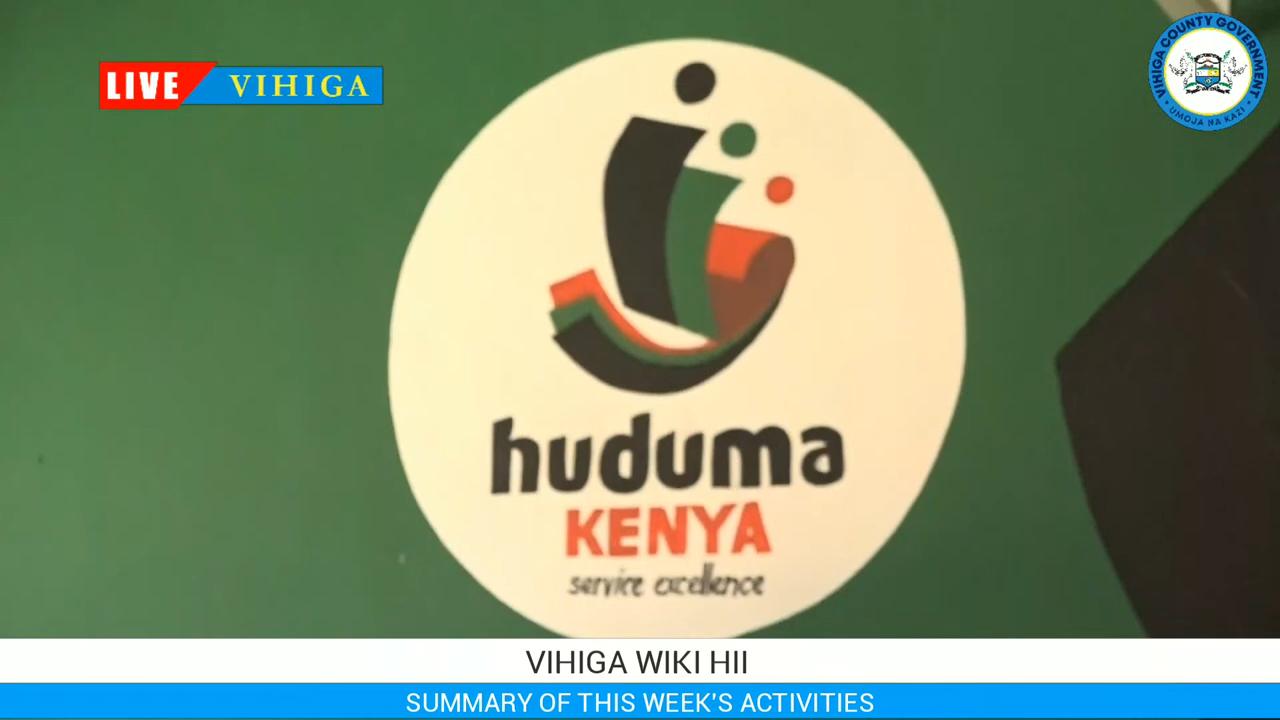 LIVE VIHIGA
VIHIGA COUNTY GOVERNMENT
UMOJA NA KAZI
huduma
KENYA
service excellence
VIHIGA WIKI HII
SUMMARY OF THIS WEEK'S ACTIVITIES